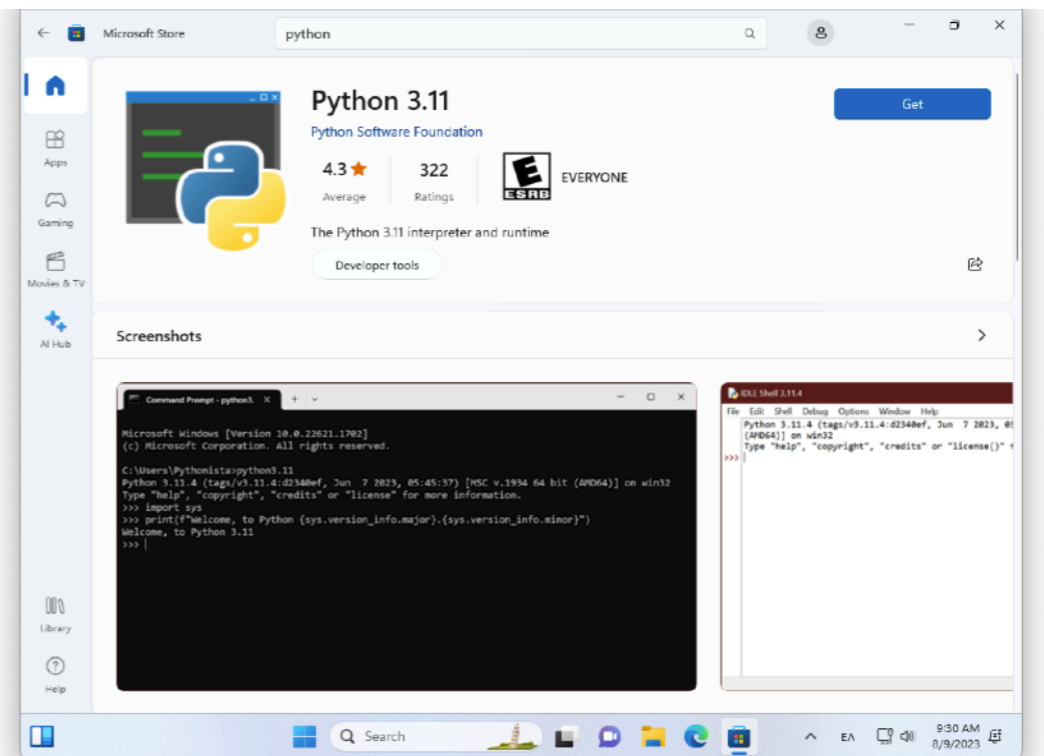 Microsoft Store
python
Python 3.11
Get
Python Software Foundation
4.3
322
Average
Ratings
E
ESRB
EVERYONE
The Python 3.11 interpreter and runtime
Developer tools
Apps
Gaming
Movies & TV
AI Hub
Library
Help
Screenshots
Command Prompt - python3.
Microsoft Windows [Version 10.0.22621.1702]
(c) Microsoft Corporation. All rights reserved.
C:\Users\Pythonista>python3.11
Python 3.11.4 (tags/v3.11.4:d2340ef, Jun 7 2023, 05:45:37) [MSC v.1934 64 bit (AMD64)] on win32
Type "help", "copyright", "credits" or "license" for more information.
>>> import sys
>>> print(f"Welcome, to Python {sys.version_info.major}.{sys.version_info.minor}")
Welcome, to Python 3.11
>>>
IDLE Shell 3.11.4
File Edit Shell Debug Options Window Help
Python 3.11.4 (tags/v3.11.4:d2340ef, Jun 7 2023, 05
(AMD64)] on win32
Type "help", "copyright", "credits" or "license()"
>>>
Search
ΕΛ
9:30 AM
8/9/2023